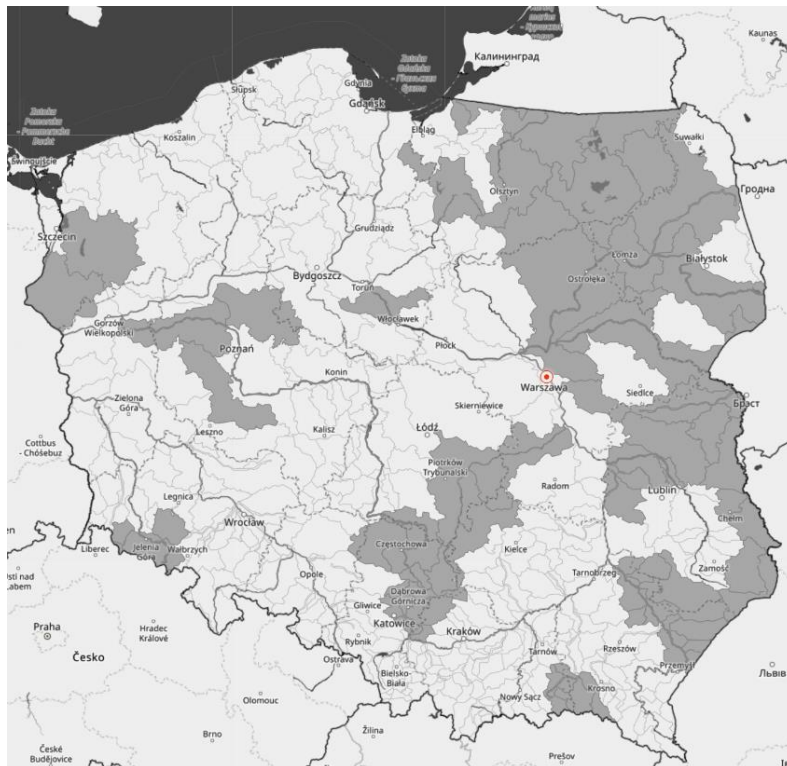 Kaunas
Калининград
Zatoka
Gdańska
Gdynia
Gdańsk
Słupsk
Koszalin
Elbląg
Suwałki
Zatoka
Pomorska
Świnoujście
Гродна
Olsztyn
Szczecin
Grudziądz
Łomża
Białystok
Bydgoszcz
Ostrołęka
Toruń
Włocławek
Gorzów
Wielkopolski
Poznań
Płock
Warszawa
Siedlce
Брэст
Konin
Zielona
Góra
Skierniewice
Łódź
Cottbus
- Chóśebuz
Leszno
Kalisz
Piotrków
Trybunalski
Radom
Lublin
Chełm
Legnica
Wrocław
Liberec
Jelenia
Góra
Wałbrzych
Częstochowa
Kielce
Zamość
Ústí nad
Labem
Opole
Tarnobrzeg
Dąbrowa
Górnicza
Gliwice
Katowice
Hradec
Králové
Praha
Rybnik
Kraków
Tarnów
Rzeszów
Česko
Ostrava
Bielsko-
Biała
Przemyśl
Львів
Nowy Sącz
Krosno
Olomouc
Žilina
Brno
Prešov
České
Budějovice